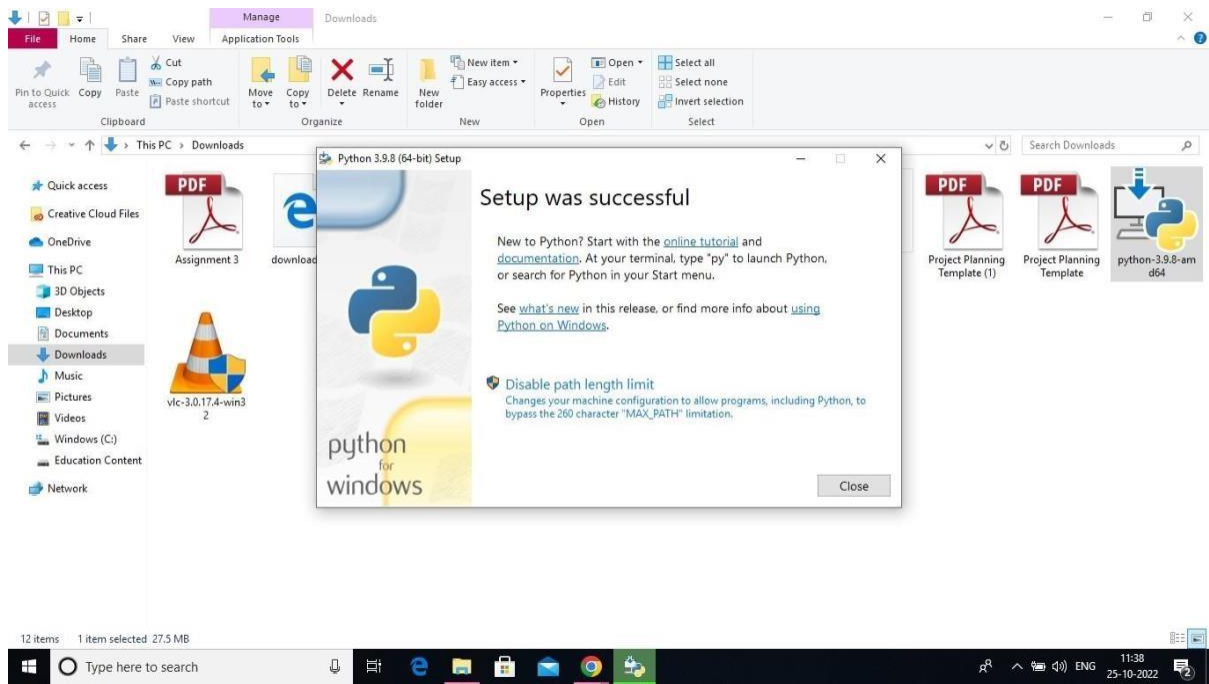 Manage
Downloads
File
Home
Share
View
Application Tools
Pin to Quick access
Copy
Paste
Cut
Copy path
Paste shortcut
Clipboard
Move to
Copy to
Delete
Rename
Organize
New folder
New item
Easy access
New
Properties
Open
Edit
History
Open
Select all
Select none
Invert selection
Select
This PC
Downloads
Search Downloads
Quick access
Creative Cloud Files
OneDrive
This PC
3D Objects
Desktop
Documents
Downloads
Music
Pictures
Videos
Windows (C:)
Education Content
Network
PDF
Assignment 3
download
vlc-3.0.17.4-win3
2
Python 3.9.8 (64-bit) Setup
Setup was successful
New to Python? Start with the online tutorial and
documentation. At your terminal, type "py" to launch Python,
or search for Python in your Start menu.
See what's new in this release, or find more info about using
Python on Windows.
Disable path length limit
Changes your machine configuration to allow programs, including Python, to
bypass the 260 character "MAX_PATH" limitation.
python
for
windows
Close
PDF
Project Planning
Template (1)
PDF
Project Planning
Template
python-3.9.8-am
d64
12 items
1 item selected 27.5 MB
Type here to search
ENG
11:38
25-10-2022
2